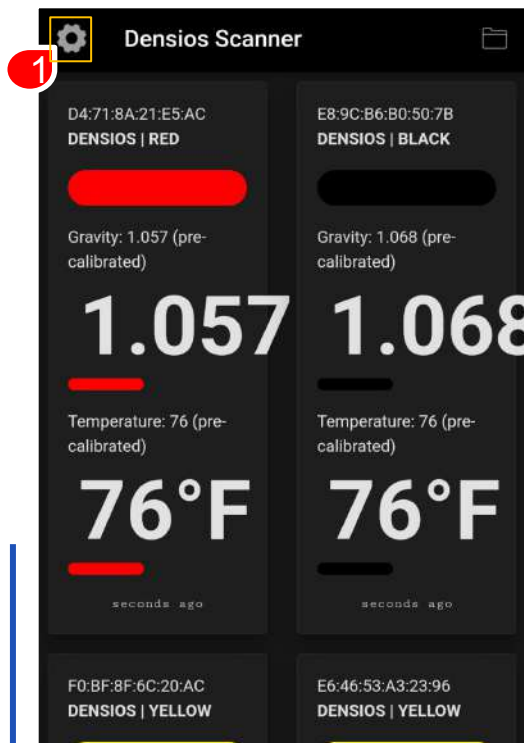 Densios Scanner
1
D4:71:8A:21:E5:AC
DENSIOS | RED
Gravity: 1.057 (pre-
calibrated)
1.057
Temperature: 76 (pre-
calibrated)
76°F
seconds ago
E8:9C:B6:B0:50:7B
DENSIOS | BLACK
Gravity: 1.068 (pre-
calibrated)
1.068
Temperature: 76 (pre-
calibrated)
76°F
seconds ago
F0:BF:8F:6C:20:AC
DENSIOS | YELLOW
E6:46:53:A3:23:96
DENSIOS | YELLOW